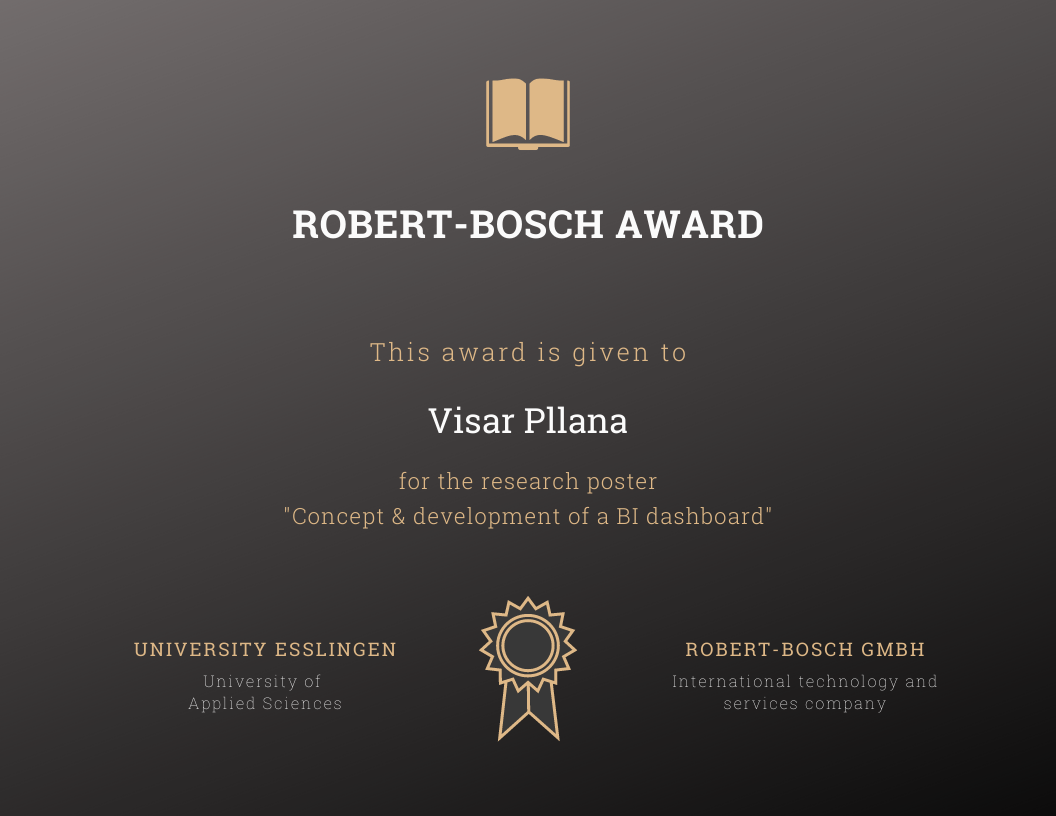 ROBERT-BOSCH AWARD
This award is given to
Visar Pllana
for the research poster
"Concept & development of a BI dashboard"
UNIVERSITY ESSLINGEN
University of
Applied Sciences
ROBERT-BOSCH GMBH
International technology and
services company